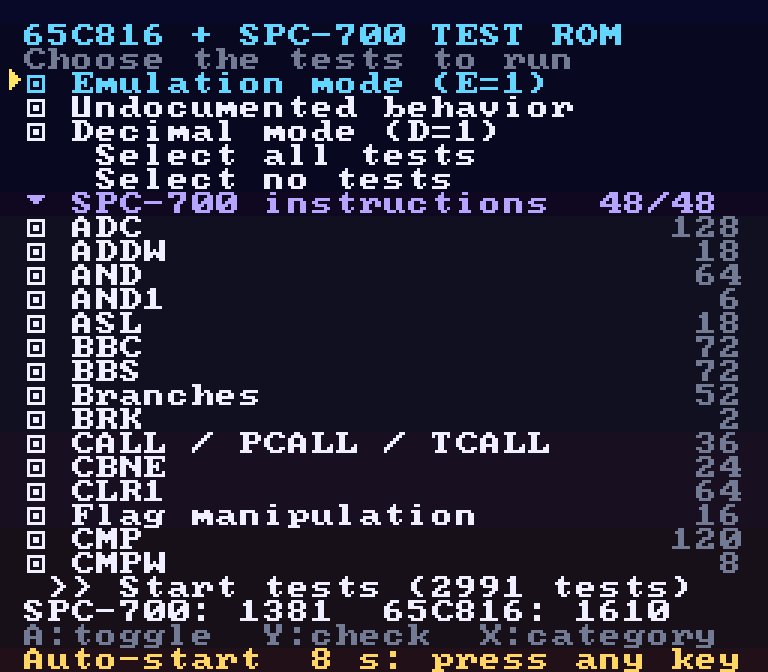 65C816 + SPC-700 TEST ROM
Choose the tests to run
Emulation mode (E=1)
Undocumented behavior
Decimal mode (D=1)
Select all tests
Select no tests
SPC-700 instructions 48/48
ADC 128
ADDW 18
AND 64
AND1 6
ASL 18
BBC 72
BBS 72
Branches 52
BRK 2
CALL / PCALL / TCALL 36
CBNE 24
CLR1 64
Flag manipulation 16
CMP 120
CMPW 8
>> Start tests (2991 tests)
SPC-700: 1381 65C816: 1610
A:toggle Y:check X:category
Auto-start 8 s: press any key